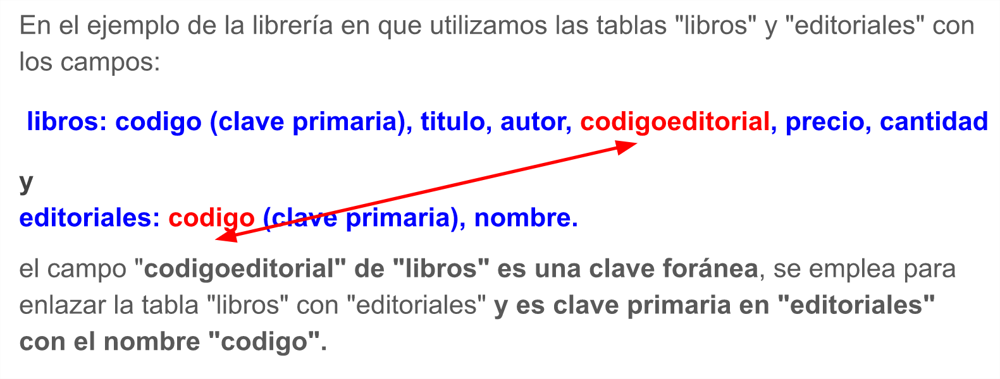 En el ejemplo de la librería en que utilizamos las tablas "libros" y "editoriales" con
los campos:
libros: codigo (clave primaria), titulo, autor, codigoeditorial, precio, cantidad
y
editoriales: codigo (clave primaria), nombre.
el campo "codigoeditorial" de "libros" es una clave foránea, se emplea para
enlazar la tabla "libros" con "editoriales" y es clave primaria en "editoriales"
con el nombre "codigo".